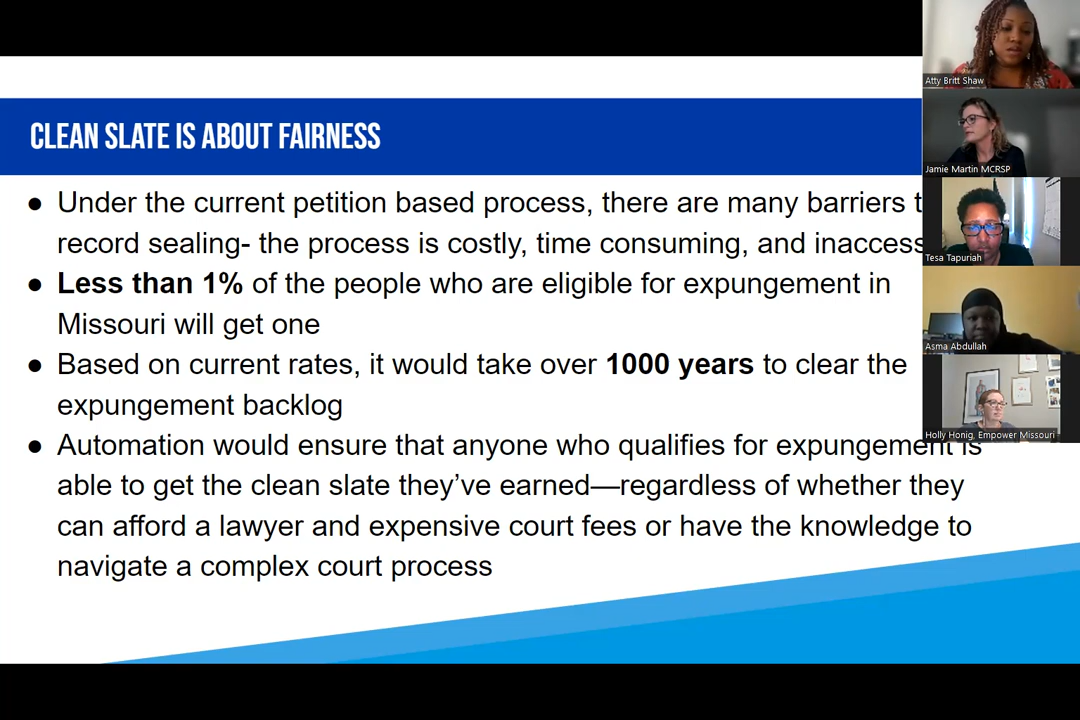 CLEAN SLATE IS ABOUT FAIRNESS
● Under the current petition based process, there are many barriers t
record sealing- the process is costly, time consuming, and inaccess
● Less than 1% of the people who are eligible for expungement in
Missouri will get one
● Based on current rates, it would take over 1000 years to clear the
expungement backlog
● Automation would ensure that anyone who qualifies for expungement is
able to get the clean slate they’ve earned—regardless of whether they
can afford a lawyer and expensive court fees or have the knowledge to
navigate a complex court process
Atty Britt Shaw
Jamie Martin MCRSP
Tesa Tapuriah
Asma Abdullah
Holly Honig, Empower Missouri